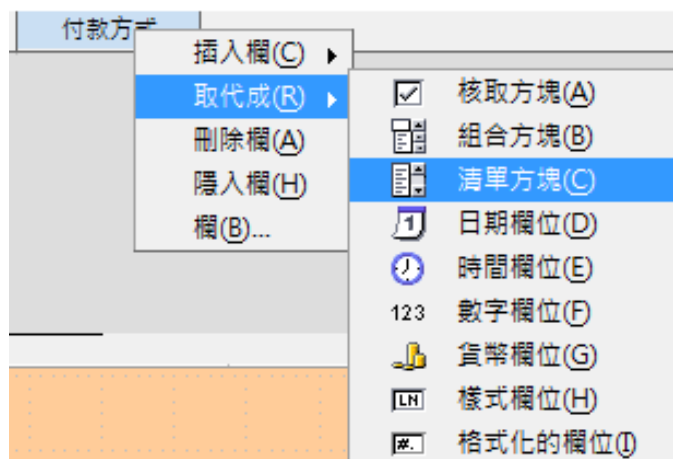 付款方式
插入欄(C)
取代成(R)
刪除欄(A)
隱入欄(H)
欄(B)...
核取方塊(A)
組合方塊(B)
清單方塊(C)
日期欄位(D)
時間欄位(E)
123 數字欄位(F)
貨幣欄位(G)
LN 樣式欄位(H)
#. 格式化的欄位(I)